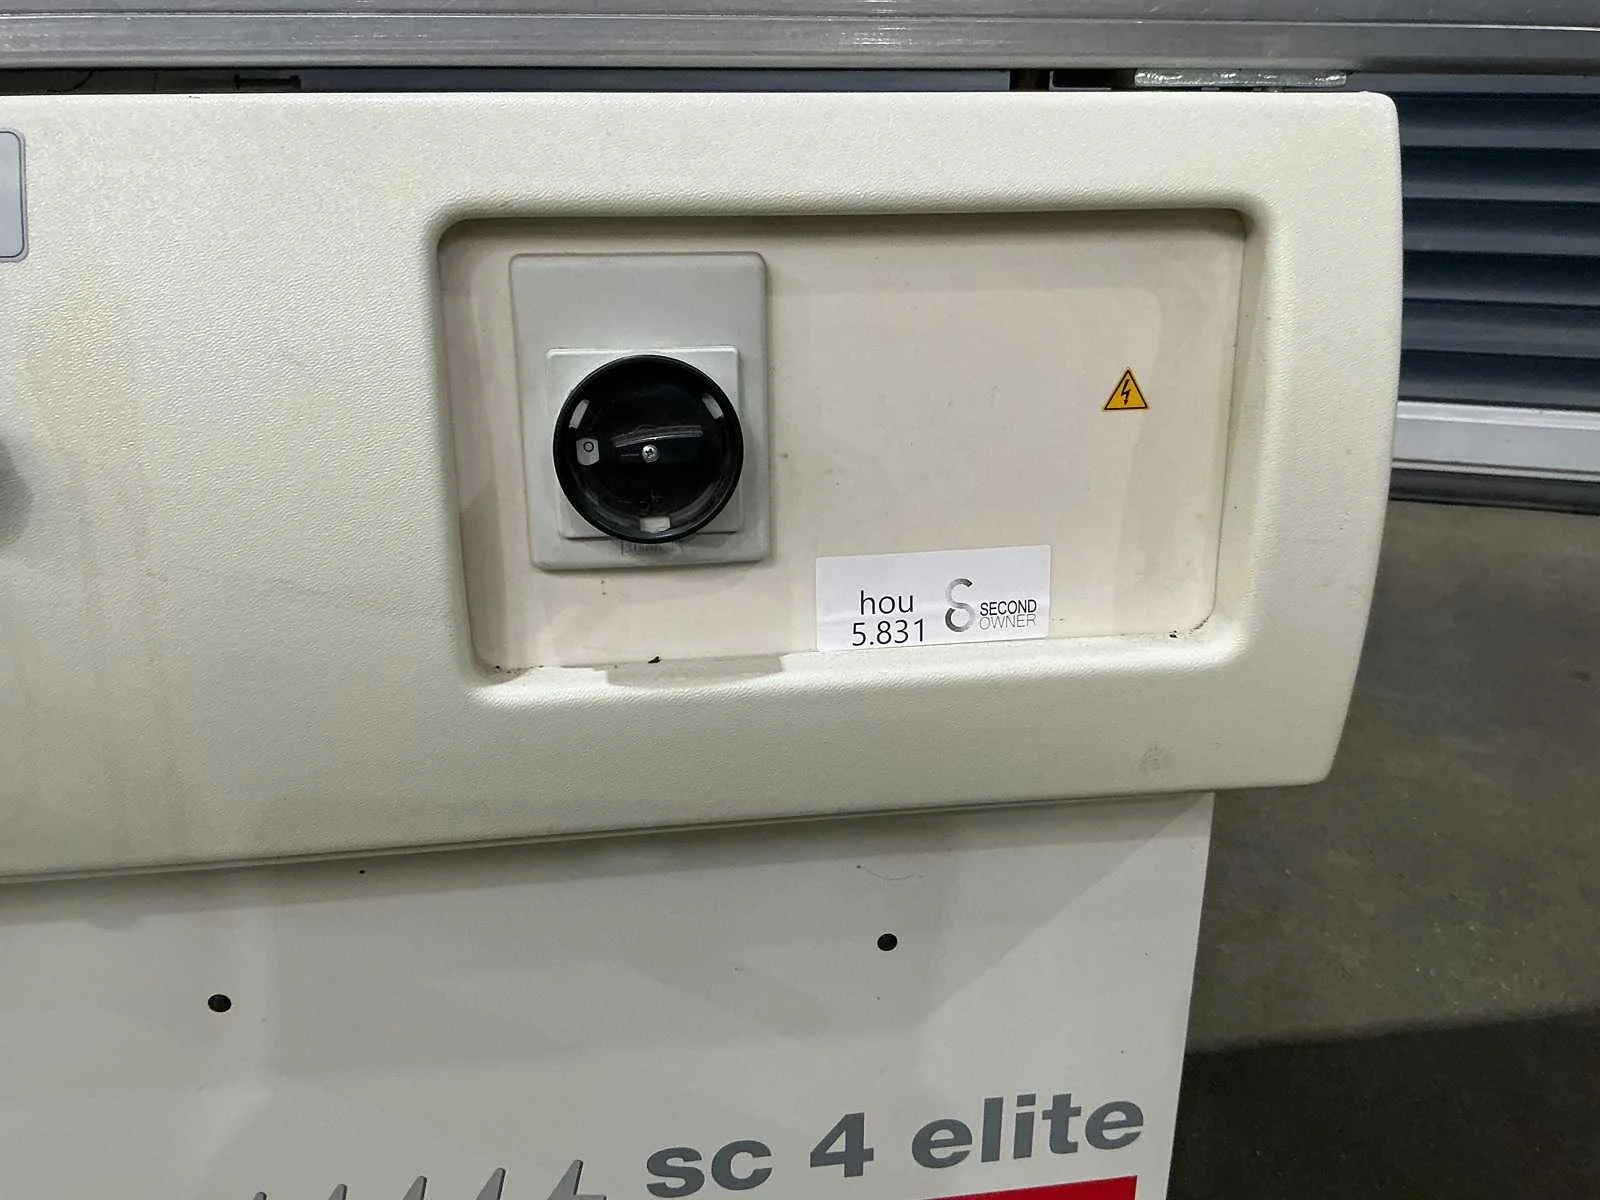 O
hou
5.831
SECOND
OWNER
sc 4 elite